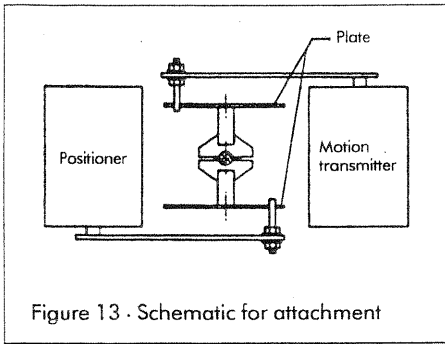 Plate
Positioner
Motion
transmitter
Figure 13 · Schematic for attachment